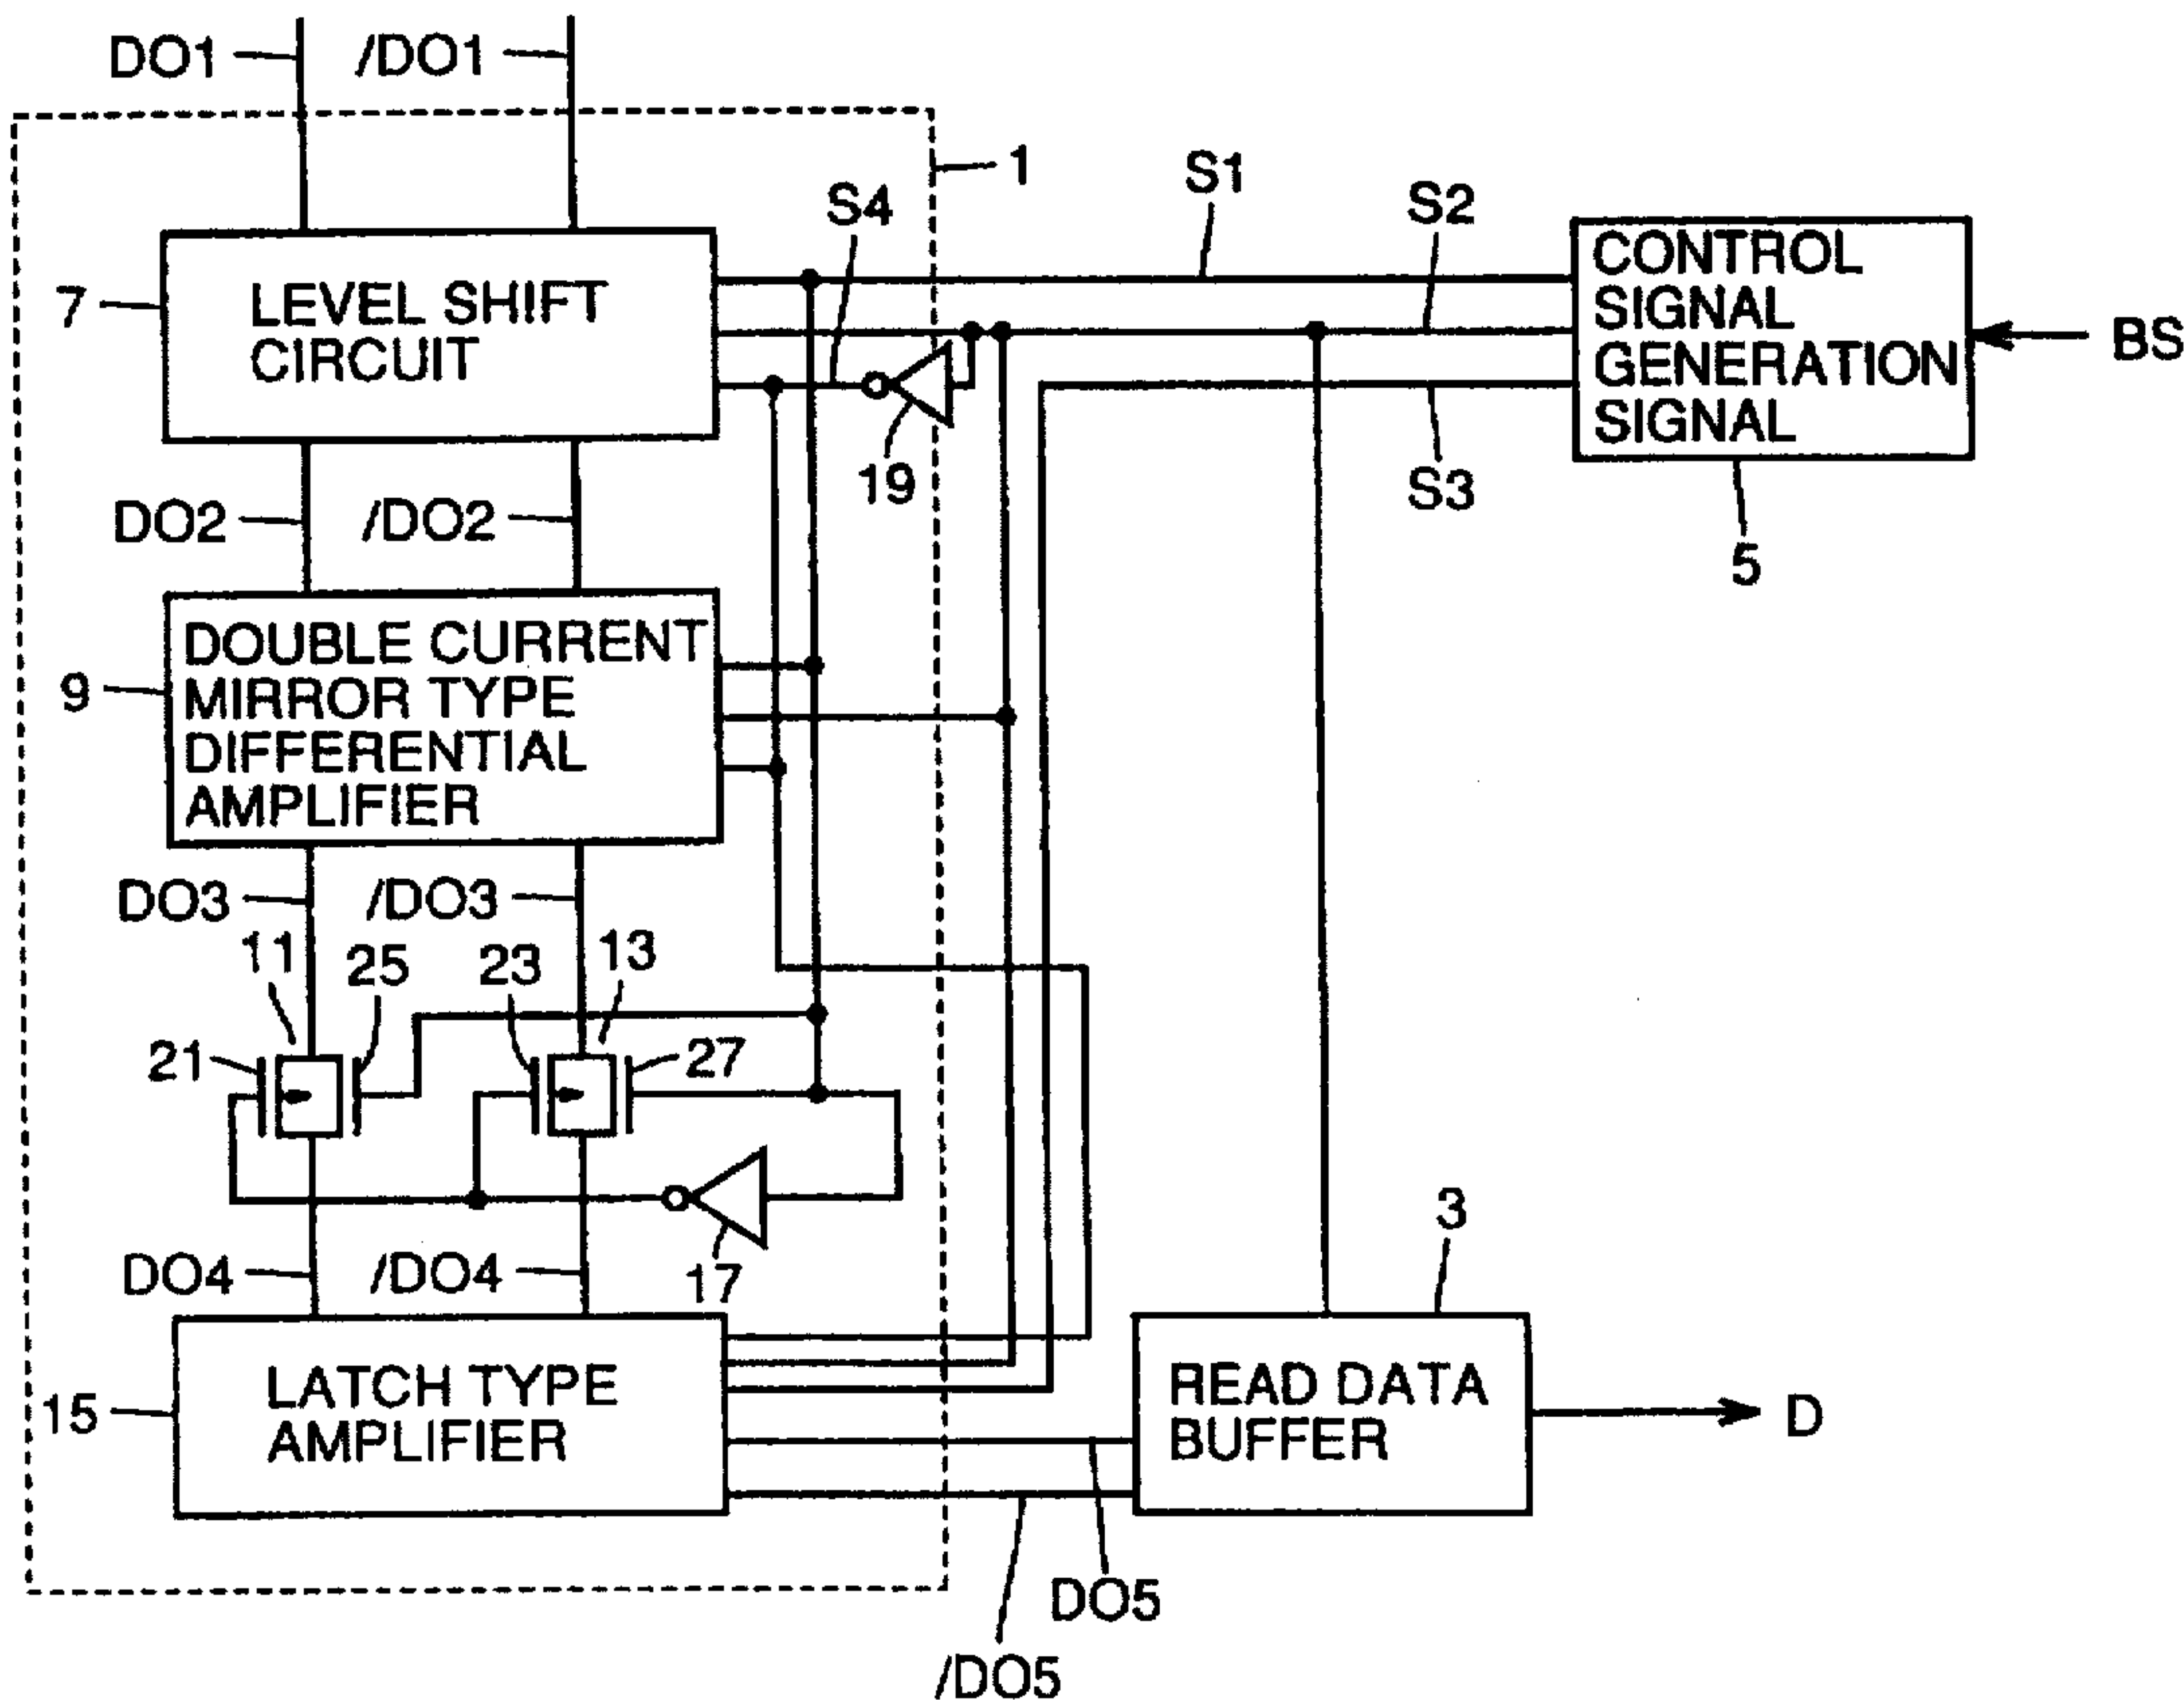 DO1
/DO1
1
S1
S4
S2
7
LEVEL SHIFT
CIRCUIT
CONTROL
SIGNAL
GENERATION
SIGNAL
BS
19
S3
5
DO2
/DO2
9
DOUBLE CURRENT
MIRROR TYPE
DIFFERENTIAL
AMPLIFIER
DO3
/DO3
11
25
23
13
21
27
17
3
DO4
/DO4
15
LATCH TYPE
AMPLIFIER
READ DATA
BUFFER
D
DO5
/DO5